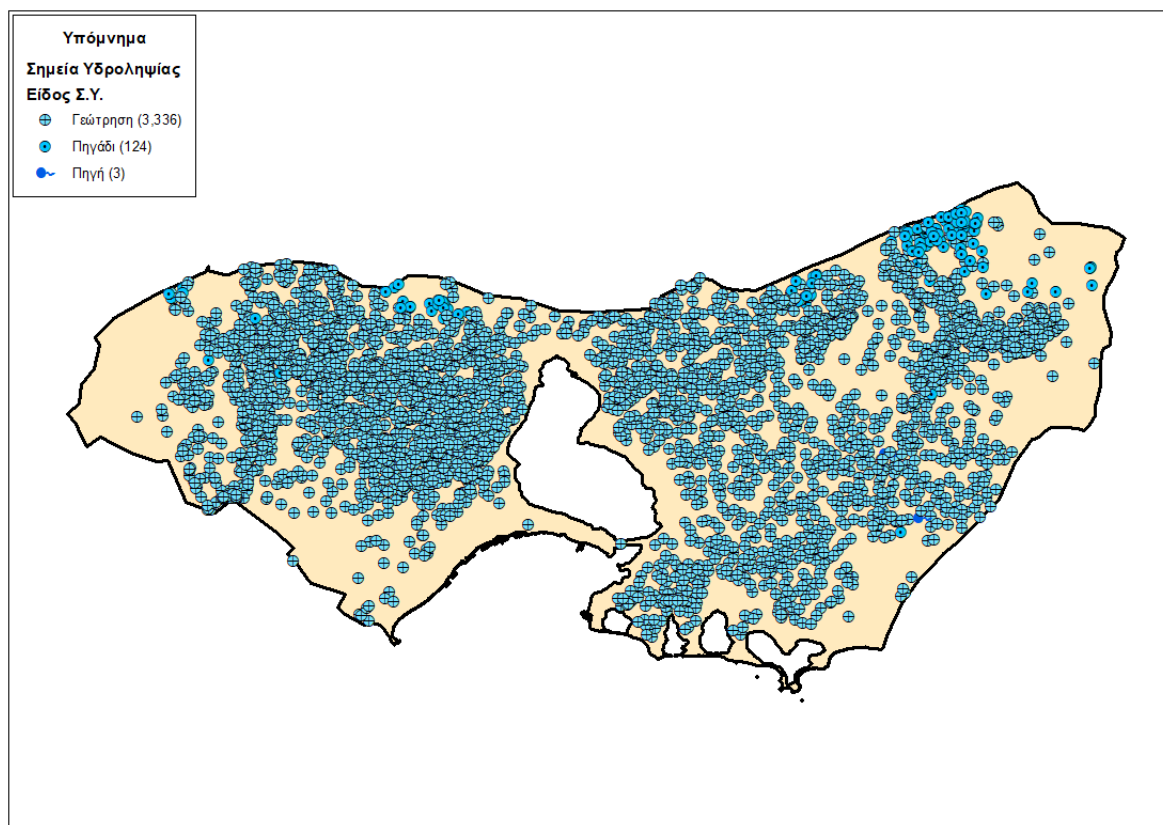 Υπόμνημα
Σημεία Υδροληψίας
Είδος Σ.Υ.
Γεώτρηση (3,336)
Πηγάδι (124)
Πηγή (3)